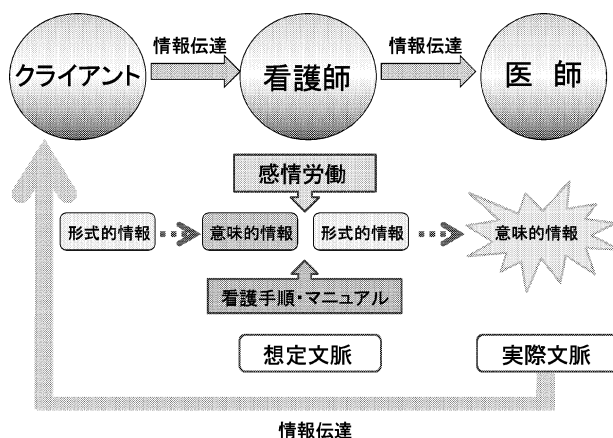 情報伝達
情報伝達
クライアント
看護師
医 師
感情労働
形式的情報
意味的情報
形式的情報
意味的情報
看護手順・マニュアル
想定文脈
実際文脈
情報伝達